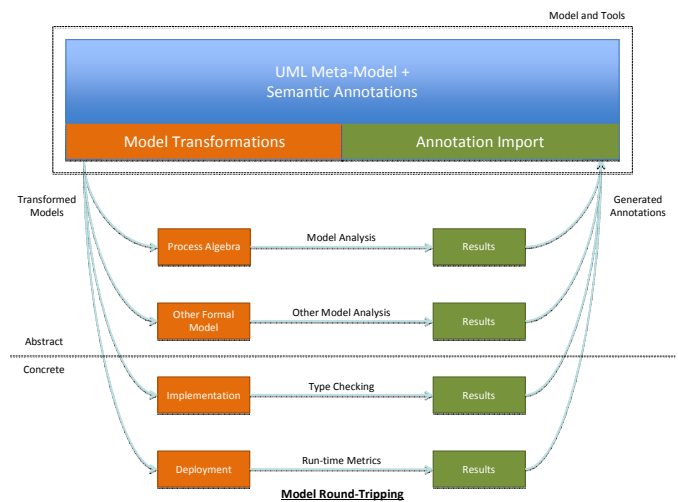 Model and Tools
UML Meta-Model +
Semantic Annotations
Model Transformations
Annotation Import
Transformed
Models
Generated
Annotations
Process Algebra
Model Analysis
Results
Other Formal
Model
Other Model Analysis
Results
Abstract
Concrete
Implementation
Type Checking
Results
Deployment
Run-time Metrics
Results
Model Round-Tripping